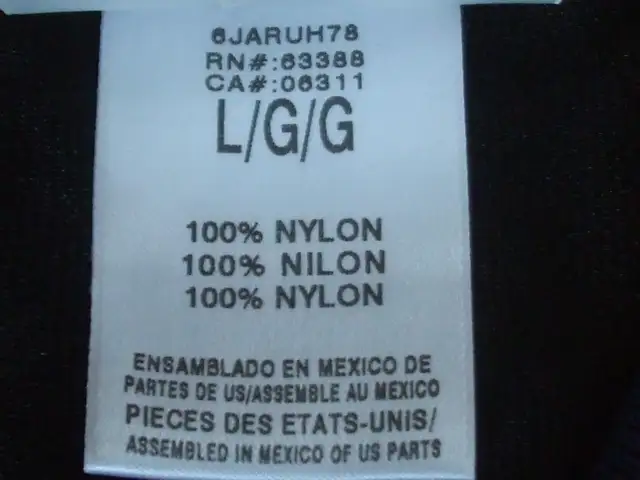 6JARUH78
RN#:63388
CA#:06311
L/G/G
100% NYLON
100% NILON
100% NYLON
ENSAMBLADO EN MEXICO DE
PARTES DE US/ASSEMBLE AU MEXICO
PIECES DES ETATS-UNIS/
ASSEMBLED IN MEXICO OF US PARTS